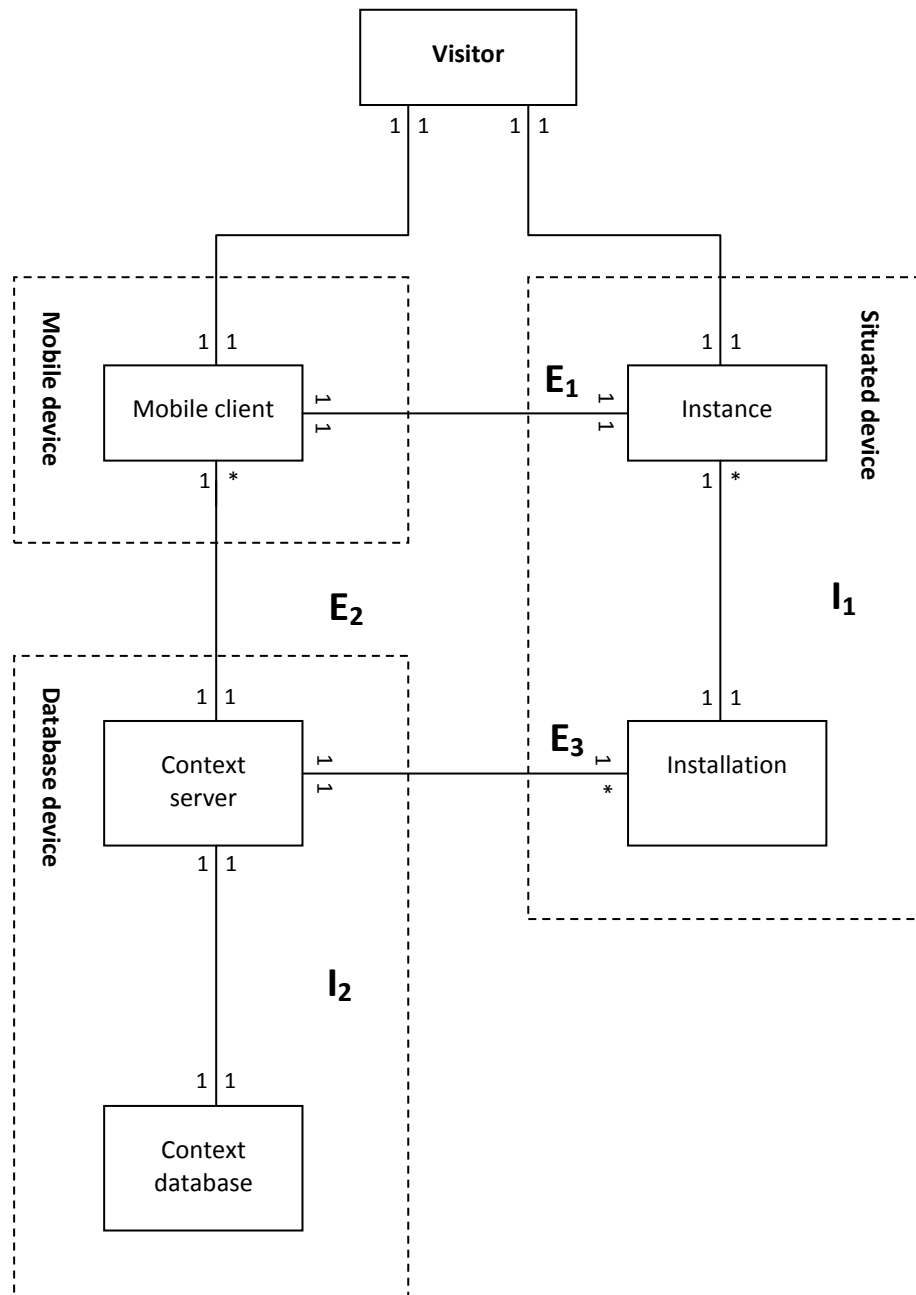 Visitor
1 1
1 1
Mobile device
Situated device
1 1
1 1
E1
Mobile client
1
1
1
1
Instance
1 *
1 *
I1
E2
Database device
1 1
1 1
E3
Context
server
1
1
1
*
Installation
1 1
I2
1 1
Context
database